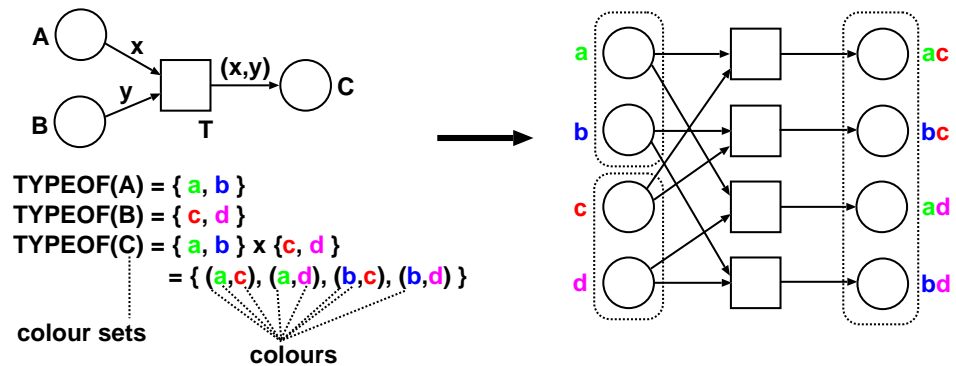 A
x
(x,y)
C
y
B
T
TYPEOF(A) = { a, b }
TYPEOF(B) = { c, d }
TYPEOF(C) = { a, b } x {c, d }
= { (a,c), (a,d), (b,c), (b,d) }
colour sets
colours
a
ac
b
bc
c
ad
d
bd